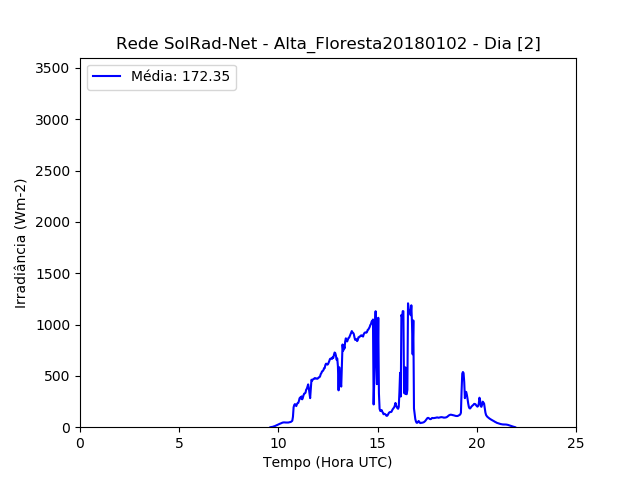 Rede SolRad-Net - Alta_Floresta20180102 - Dia [2]
Média: 172.35
Irradiância (Wm-2)
3500
3000
2500
2000
1500
1000
500
0
0 5 10 15 20 25
Tempo (Hora UTC)